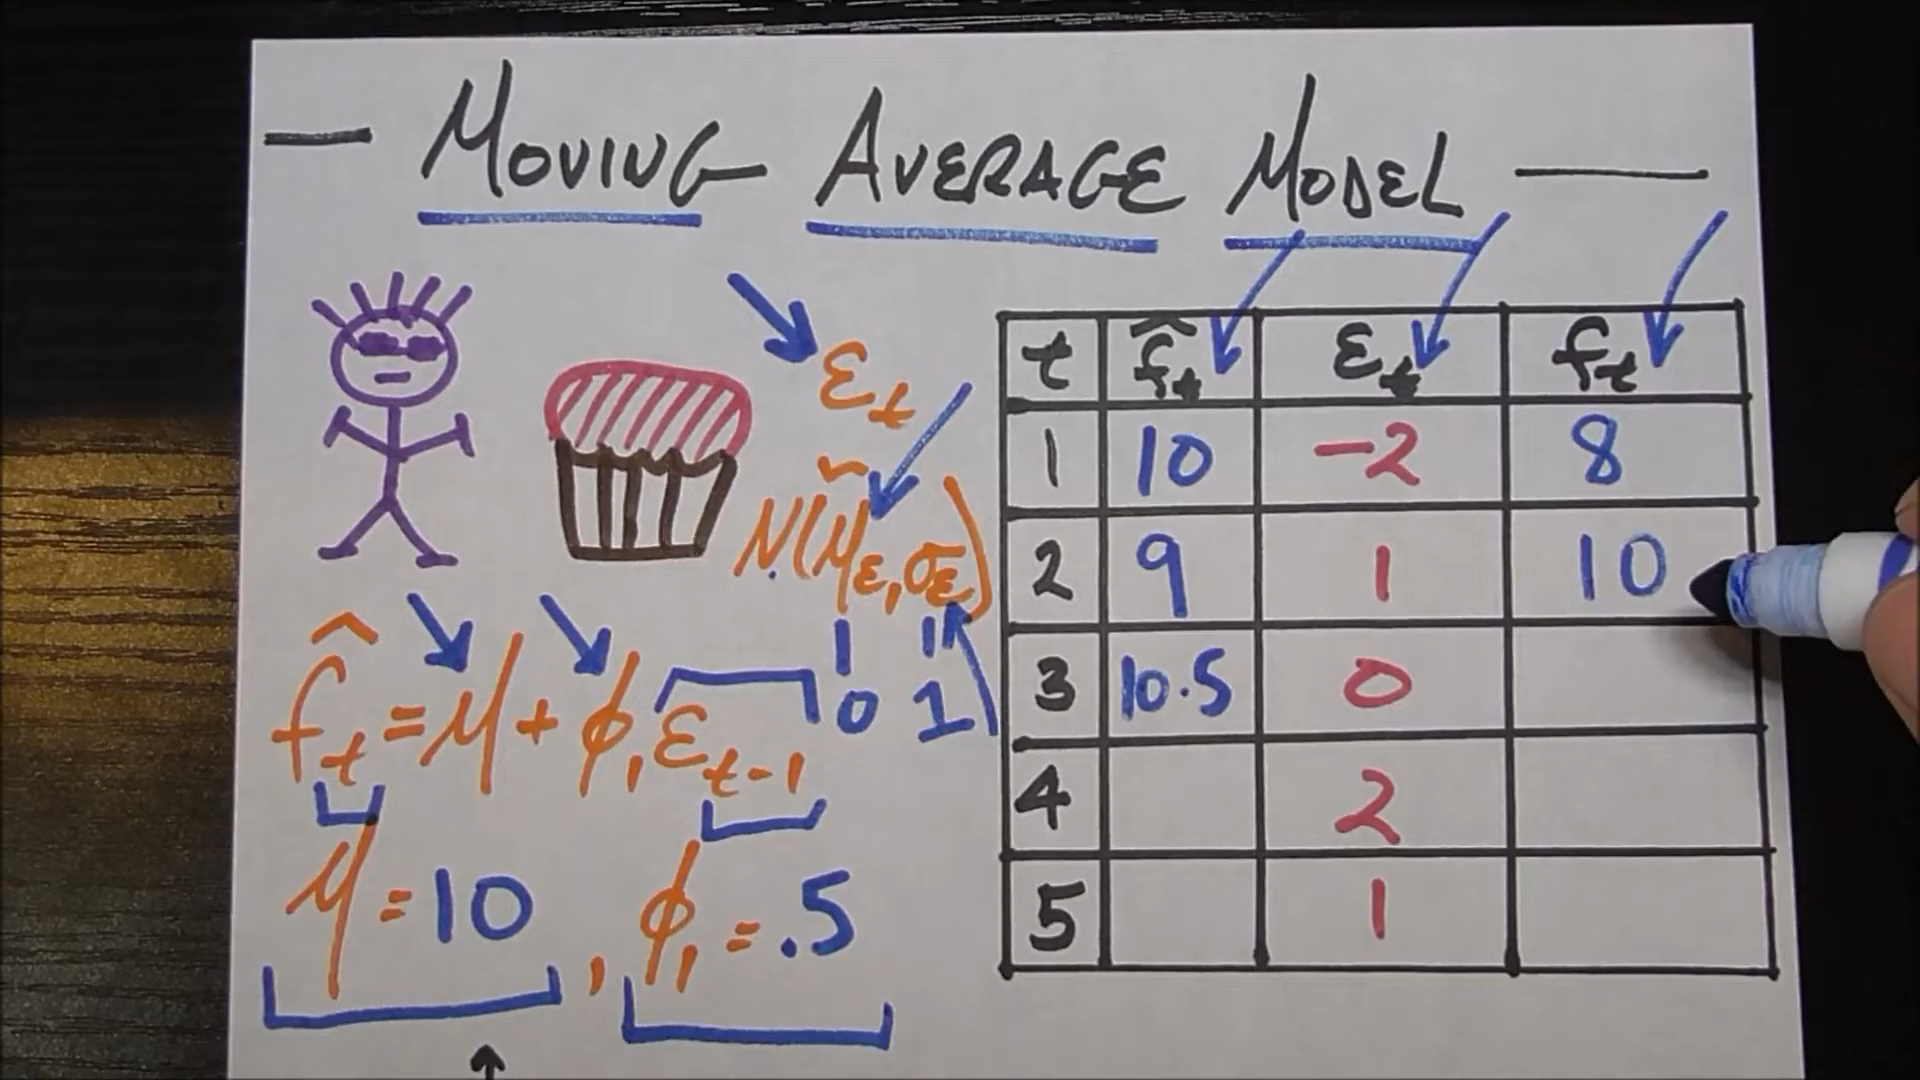 — MOVING AVERAGE MODEL —
εt
~
N(με, σε)
0 1
f̂t = μ + φ1 εt-1
μ = 10 , φ1 = .5
t f̂t εt ft
1 10 -2 8
2 9 1 10
3 10.5 0
4 2
5 1